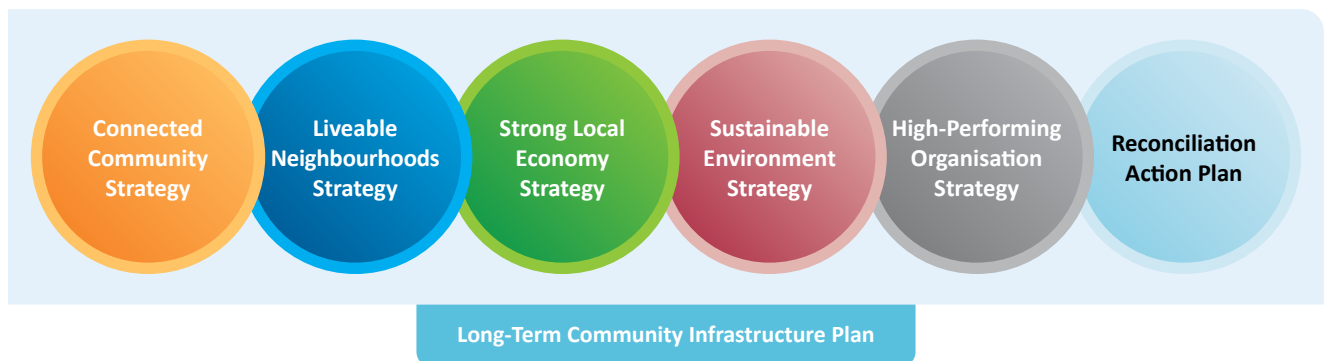 Connected
Community
Strategy
Liveable
Neighbourhoods
Strategy
Strong Local
Economy
Strategy
Sustainable
Environment
Strategy
High-Performing
Organisation
Strategy
Reconciliation
Action Plan
Long-Term Community Infrastructure Plan